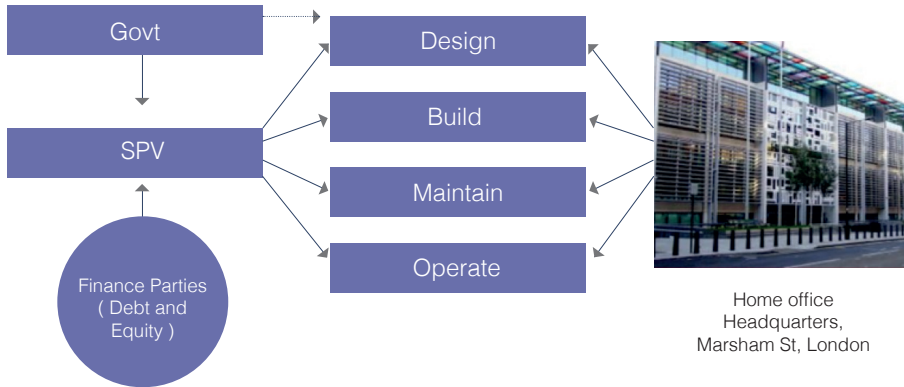 Govt
SPV
Finance Parties
( Debt and
Equity )
Design
Build
Maintain
Operate
Home office
Headquarters,
Marsham St, London